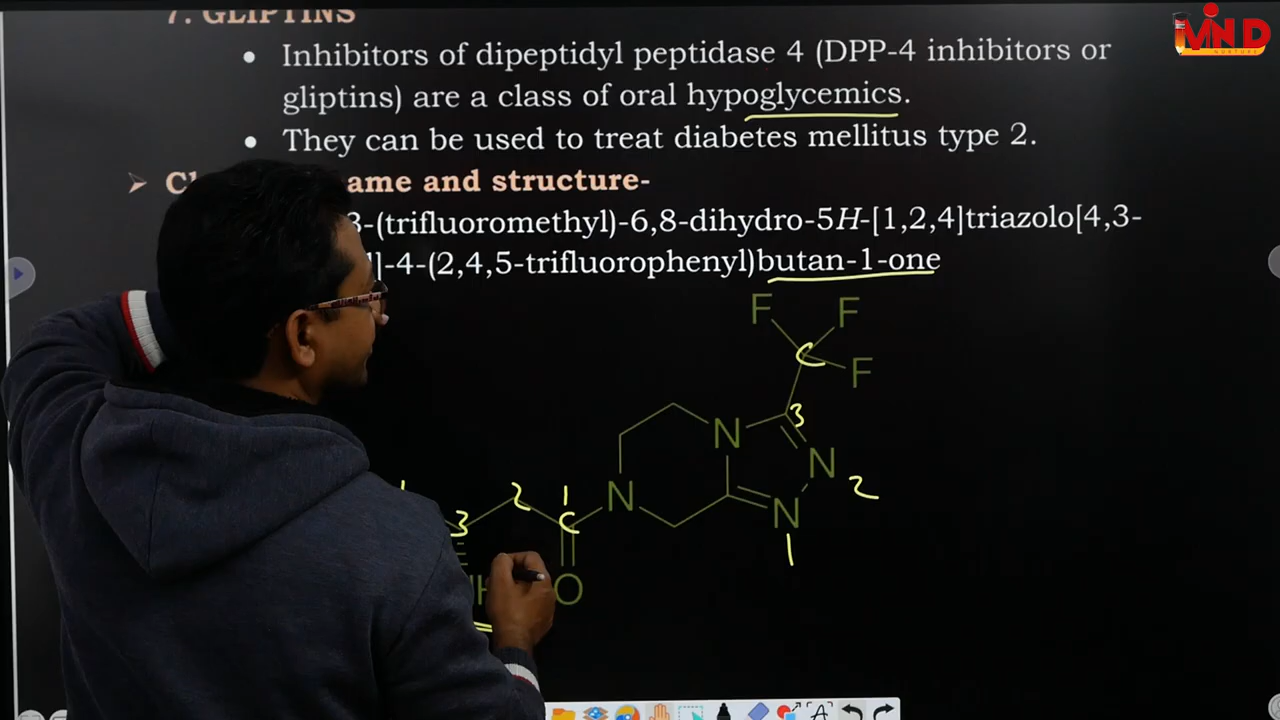 7. GLIPTINS
MIND
NURTURE
• Inhibitors of dipeptidyl peptidase 4 (DPP-4 inhibitors or
gliptins) are a class of oral hypoglycemics.
• They can be used to treat diabetes mellitus type 2.
ame and structure-
3-(trifluoromethyl)-6,8-dihydro-5H-[1,2,4]triazolo[4,3-
]-4-(2,4,5-trifluorophenyl)butan-1-one
F F
C
F
3
N
N
2
1
2
3
C
N
N
1
H
O
A